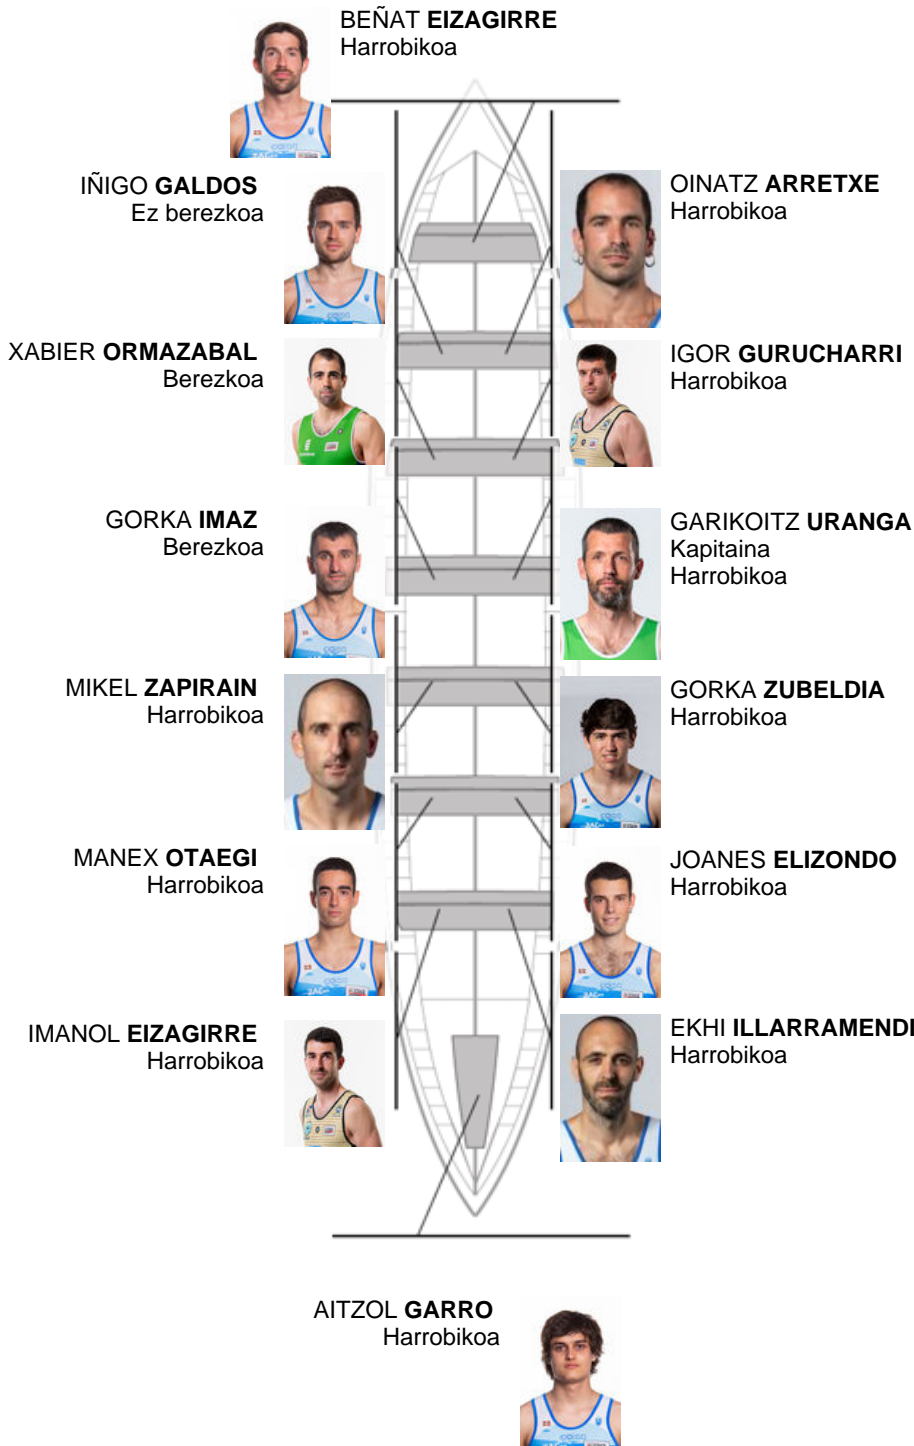 BEÑAT EIZAGIRRE
Harrobikoa
IÑIGO GALDOS
Ez berezkoa
OINATZ ARRETXE
Harrobikoa
XABIER ORMAZABAL
Berezkoa
IGOR GURUCHARRI
Harrobikoa
GORKA IMAZ
Berezkoa
GARIKOITZ URANGA
Kapitaina
Harrobikoa
MIKEL ZAPIRAIN
Harrobikoa
GORKA ZUBELDIA
Harrobikoa
MANEX OTAEGI
Harrobikoa
JOANES ELIZONDO
Harrobikoa
IMANOL EIZAGIRRE
Harrobikoa
EKHI ILLARRAMENDI
Harrobikoa
AITZOL GARRO
Harrobikoa